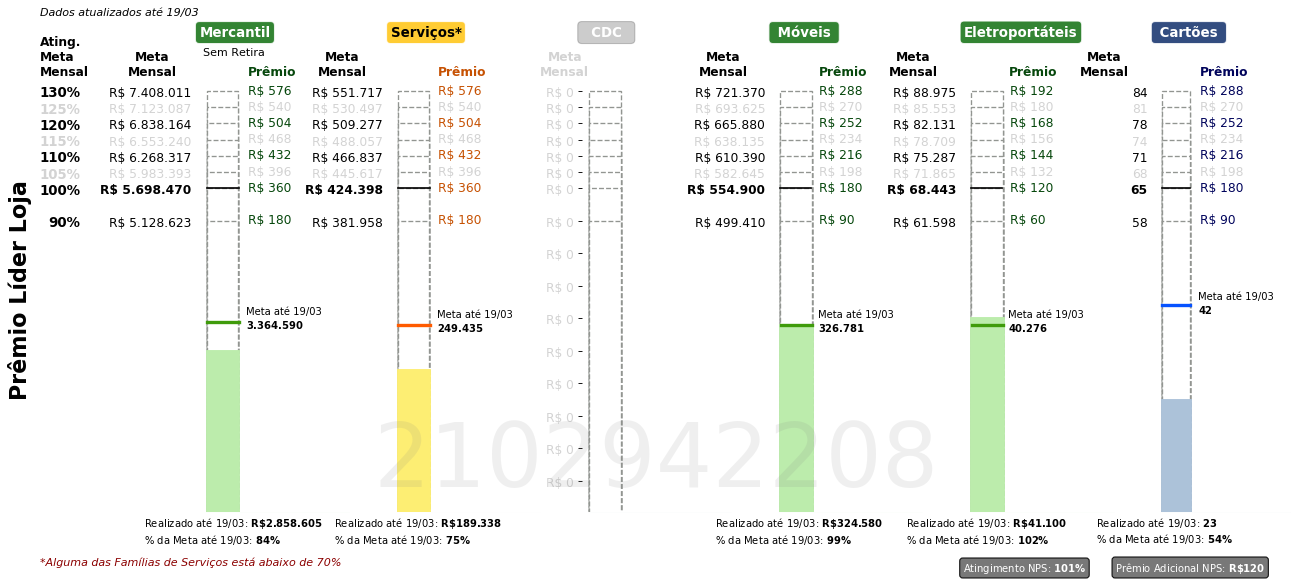 Dados atualizados até 19/03
Mercantil Serviços* CDC Móveis Eletroportáteis Cartões
Sem Retira
Ating. Meta Mensal
Meta Mensal Prêmio Meta Mensal Prêmio Meta Mensal Meta Mensal Prêmio Meta Mensal Prêmio Meta Mensal Prêmio
130% R$ 7.408.011 R$ 576 R$ 551.717 R$ 576 R$ 0 R$ 721.370 R$ 288 R$ 88.975 R$ 192 84 R$ 288
125% R$ 7.123.087 R$ 540 R$ 530.497 R$ 540 R$ 0 R$ 693.625 R$ 270 R$ 85.553 R$ 180 81 R$ 270
120% R$ 6.838.164 R$ 504 R$ 509.277 R$ 504 R$ 0 R$ 665.880 R$ 252 R$ 82.131 R$ 168 78 R$ 252
115% R$ 6.553.240 R$ 468 R$ 488.057 R$ 468 R$ 0 R$ 638.135 R$ 234 R$ 78.709 R$ 156 74 R$ 234
110% R$ 6.268.317 R$ 432 R$ 466.837 R$ 432 R$ 0 R$ 610.390 R$ 216 R$ 75.287 R$ 144 71 R$ 216
105% R$ 5.983.393 R$ 396 R$ 445.617 R$ 396 R$ 0 R$ 582.645 R$ 198 R$ 71.865 R$ 132 68 R$ 198
100% R$ 5.698.470 R$ 360 R$ 424.398 R$ 360 R$ 0 R$ 554.900 R$ 180 R$ 68.443 R$ 120 65 R$ 180
90% R$ 5.128.623 R$ 180 R$ 381.958 R$ 180 R$ 0 R$ 499.410 R$ 90 R$ 61.598 R$ 60 58 R$ 90
R$ 0
R$ 0
R$ 0
R$ 0
R$ 0
R$ 0
R$ 0
R$ 0
Prêmio Líder Loja
Meta até 19/03 Meta até 19/03 Meta até 19/03 Meta até 19/03 Meta até 19/03
3.364.590 249.435 326.781 40.276 42
2102942208
Realizado até 19/03: R$2.858.605 Realizado até 19/03: R$189.338 Realizado até 19/03: R$324.580 Realizado até 19/03: R$41.100 Realizado até 19/03: 23
% da Meta até 19/03: 84% % da Meta até 19/03: 75% % da Meta até 19/03: 99% % da Meta até 19/03: 102% % da Meta até 19/03: 54%
*Alguma das Famílias de Serviços está abaixo de 70%
Atingimento NPS: 101% Prêmio Adicional NPS: R$120